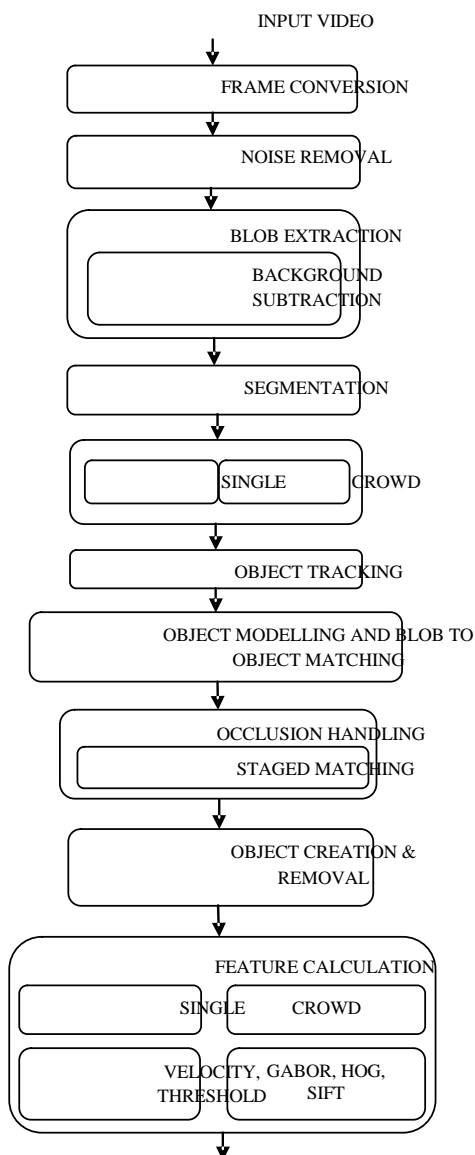 INPUT VIDEO
FRAME CONVERSION
NOISE REMOVAL
BLOB EXTRACTION
BACKGROUND
SUBTRACTION
SEGMENTATION
SINGLE CROWD
OBJECT TRACKING
OBJECT MODELLING AND BLOB TO
OBJECT MATCHING
OCCLUSION HANDLING
STAGED MATCHING
OBJECT CREATION &
REMOVAL
FEATURE CALCULATION
SINGLE CROWD
VELOCITY,
THRESHOLD
GABOR, HOG,
SIFT